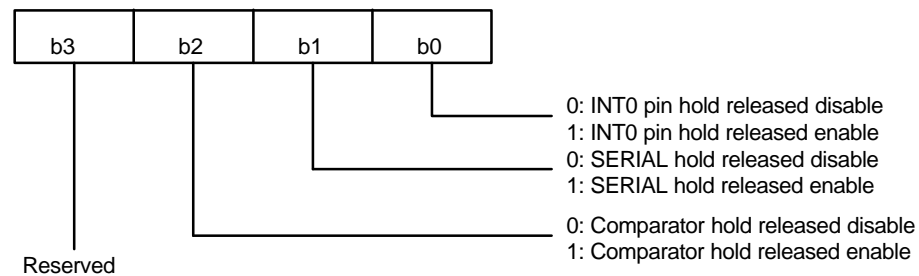 b3 b2 b1 b0
0: INT0 pin hold released disable
1: INT0 pin hold released enable
0: SERIAL hold released disable
1: SERIAL hold released enable
0: Comparator hold released disable
1: Comparator hold released enable
Reserved